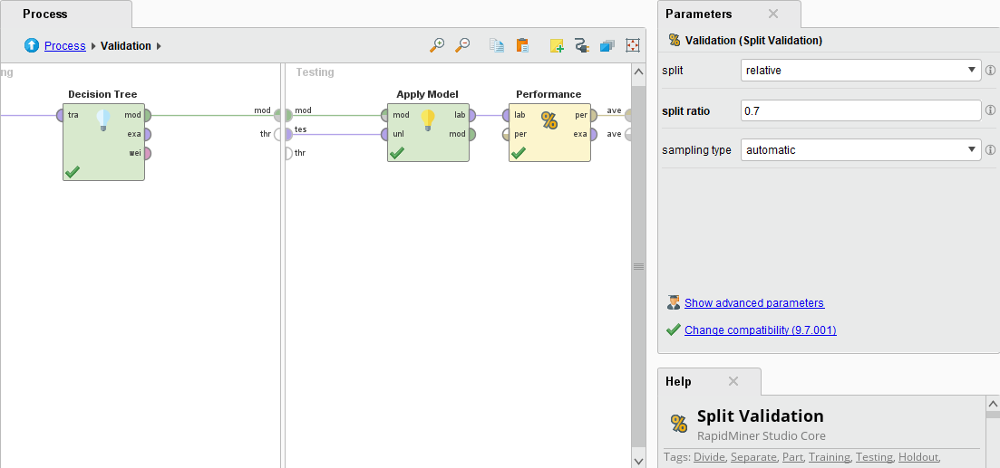 Process
Process Validation
ng
Testing
Decision Tree
tra
mod
exa
wei
mod
thr
mod
tes
thr
Apply Model
mod
lab
unl
mod
Performance
lab
per
per
exa
ave
ave
Parameters
Validation (Split Validation)
split
relative
split ratio
0.7
sampling type
automatic
Show advanced parameters
Change compatibility (9.7.001)
Help
Split Validation
RapidMiner Studio Core
Tags: Divide, Separate, Part, Training, Testing, Holdout,